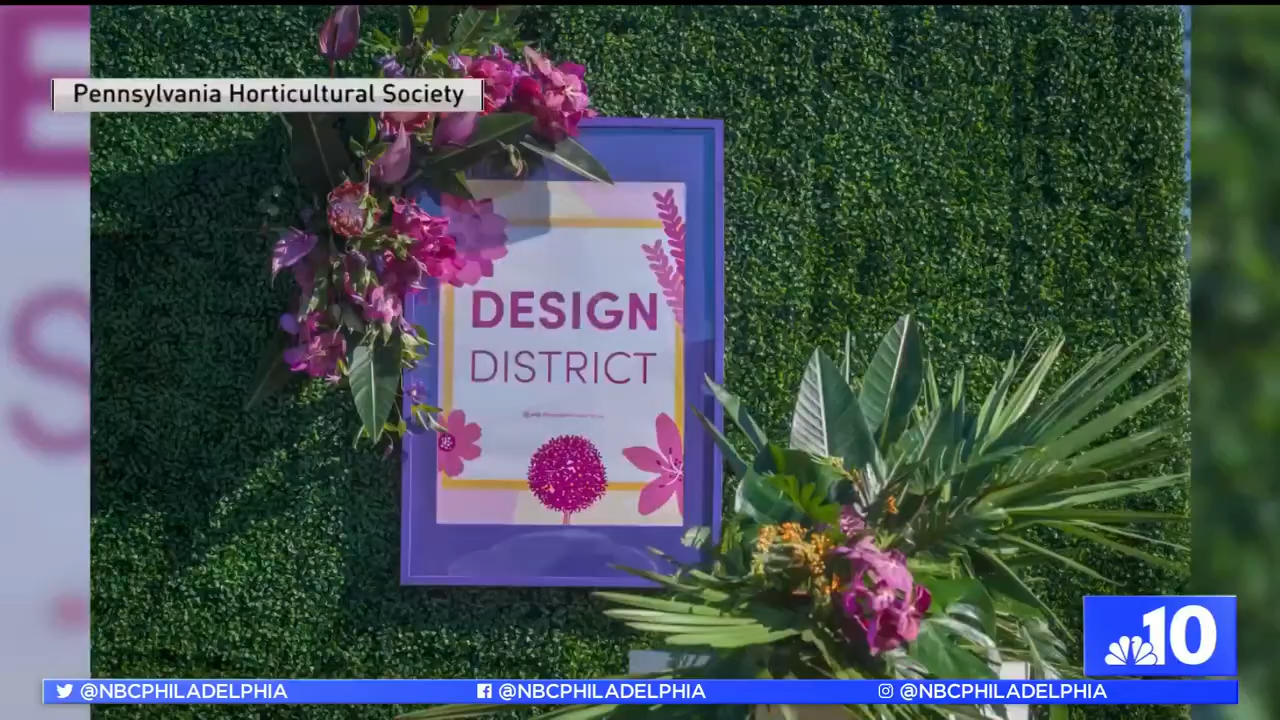 E
S
Pennsylvania Horticultural Society
DESIGN
DISTRICT
10
@NBCPHILADELPHIA
@NBCPHILADELPHIA
@NBCPHILADELPHIA